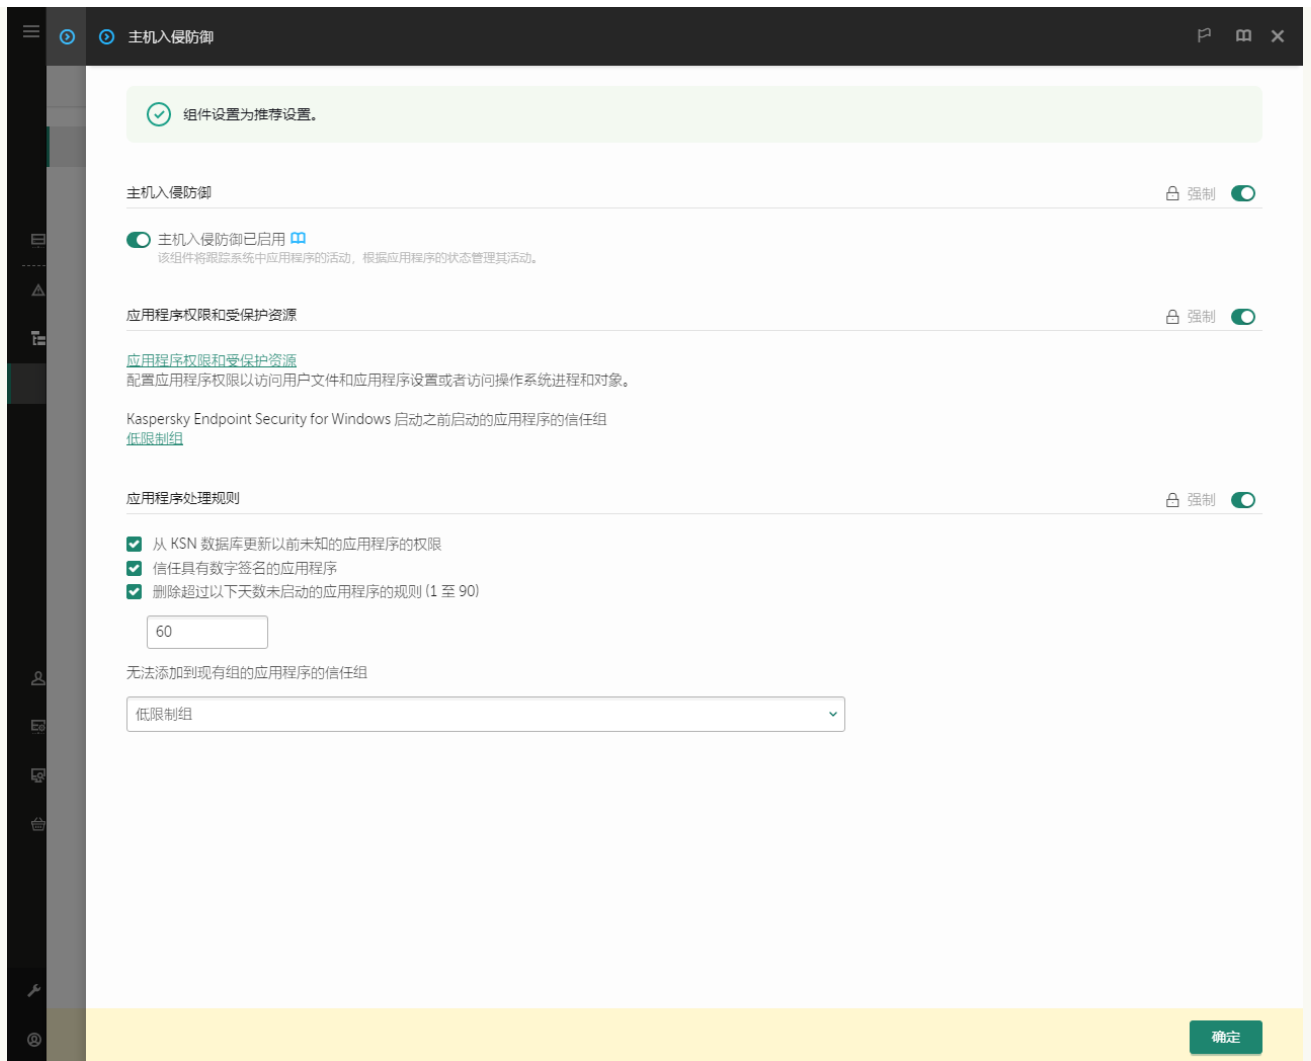 主机入侵防御
组件设置为推荐设置。
主机入侵防御
强制
主机入侵防御已启用
该组件将跟踪系统中应用程序的活动，根据应用程序的状态管理其活动。
应用程序权限和受保护资源
强制
应用程序权限和受保护资源
配置应用程序权限以访问用户文件和应用程序设置或者访问操作系统进程和对象。
Kaspersky Endpoint Security for Windows 启动之前启动的应用程序的信任组
低限制组
应用程序处理规则
强制
从 KSN 数据库更新以前未知的应用程序的权限
信任具有数字签名的应用程序
删除超过以下天数未启动的应用程序的规则 (1 至 90)
60
无法添加到现有组的应用程序的信任组
低限制组
确定